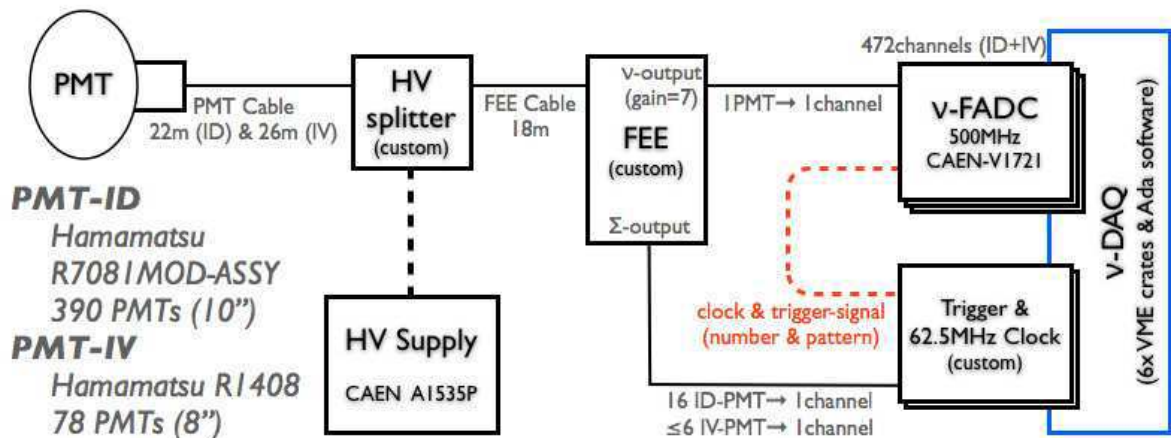 472channels (ID+IV)
PMT
PMT Cable
22m (ID) & 26m (IV)
HV
splitter
(custom)
FEE Cable
18m
ν-output
(gain=7)
FEE
(custom)
Σ-output
1PMT→ 1channel
ν-FADC
500MHz
CAEN-V1721
ν-DAQ
(6x VME crates & Ada software)
PMT-ID
Hamamatsu
R7081MOD-ASSY
390 PMTs (10”)
PMT-IV
Hamamatsu R1408
78 PMTs (8”)
HV Supply
CAEN A1535P
clock & trigger-signal
(number & pattern)
Trigger &
62.5MHz Clock
(custom)
16 ID-PMT→ 1channel
≤6 IV-PMT→ 1channel